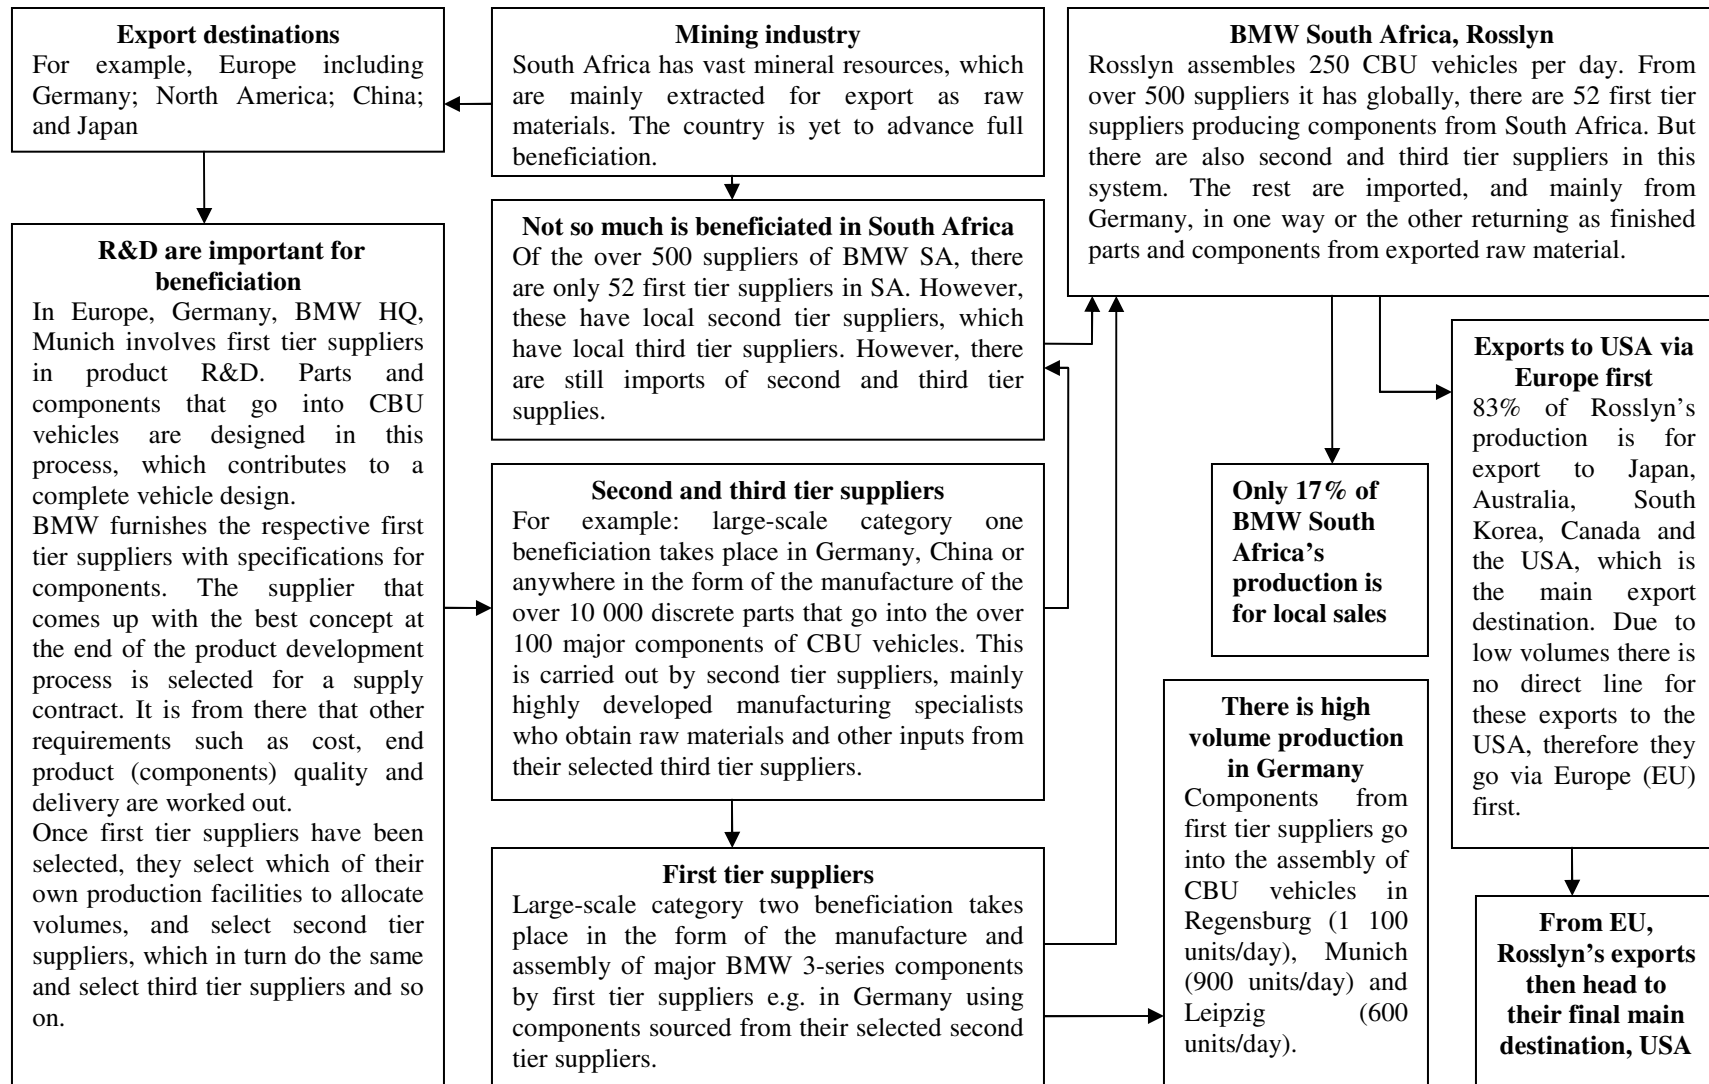 Export destinations
For example, Europe including
Germany; North America; China;
and Japan
Mining industry
South Africa has vast mineral resources, which
are mainly extracted for export as raw
materials. The country is yet to advance full
beneficiation.
BMW South Africa, Rosslyn
Rosslyn assembles 250 CBU vehicles per day. From
over 500 suppliers it has globally, there are 52 first tier
suppliers producing components from South Africa. But
there are also second and third tier suppliers in this
system. The rest are imported, and mainly from
Germany, in one way or the other returning as finished
parts and components from exported raw material.
R&D are important for
beneficiation
In Europe, Germany, BMW HQ,
Munich involves first tier suppliers
in product R&D. Parts and
components that go into CBU
vehicles are designed in this
process, which contributes to a
complete vehicle design.
BMW furnishes the respective first
tier suppliers with specifications for
components. The supplier that
comes up with the best concept at
the end of the product development
process is selected for a supply
contract. It is from there that other
requirements such as cost, end
product (components) quality and
delivery are worked out.
Once first tier suppliers have been
selected, they select which of their
own production facilities to allocate
volumes, and select second tier
suppliers, which in turn do the same
and select third tier suppliers and so
on.
Not so much is beneficiated in South Africa
Of the over 500 suppliers of BMW SA, there
are only 52 first tier suppliers in SA. However,
these have local second tier suppliers, which
have local third tier suppliers. However, there
are still imports of second and third tier
supplies.
Second and third tier suppliers
For example: large-scale category one
beneficiation takes place in Germany, China or
anywhere in the form of the manufacture of the
over 10 000 discrete parts that go into the over
100 major components of CBU vehicles. This
is carried out by second tier suppliers, mainly
highly developed manufacturing specialists
who obtain raw materials and other inputs from
their selected third tier suppliers.
First tier suppliers
Large-scale category two beneficiation takes
place in the form of the manufacture and
assembly of major BMW 3-series components
by first tier suppliers e.g. in Germany using
components sourced from their selected second
tier suppliers.
Only 17% of
BMW South
Africa's
production is
for local sales
There is high
volume production
in Germany
Components from
first tier suppliers go
into the assembly of
CBU vehicles in
Regensburg (1 100
units/day), Munich
(900 units/day) and
Leipzig (600
units/day).
Exports to USA via
Europe first
83% of Rosslyn's
production is for
export to Japan,
Australia, South
Korea, Canada and
the USA, which is
the main export
destination. Due to
low volumes there is
no direct line for
these exports to the
USA, therefore they
go via Europe (EU)
first.
From EU,
Rosslyn's exports
then head to
their final main
destination, USA